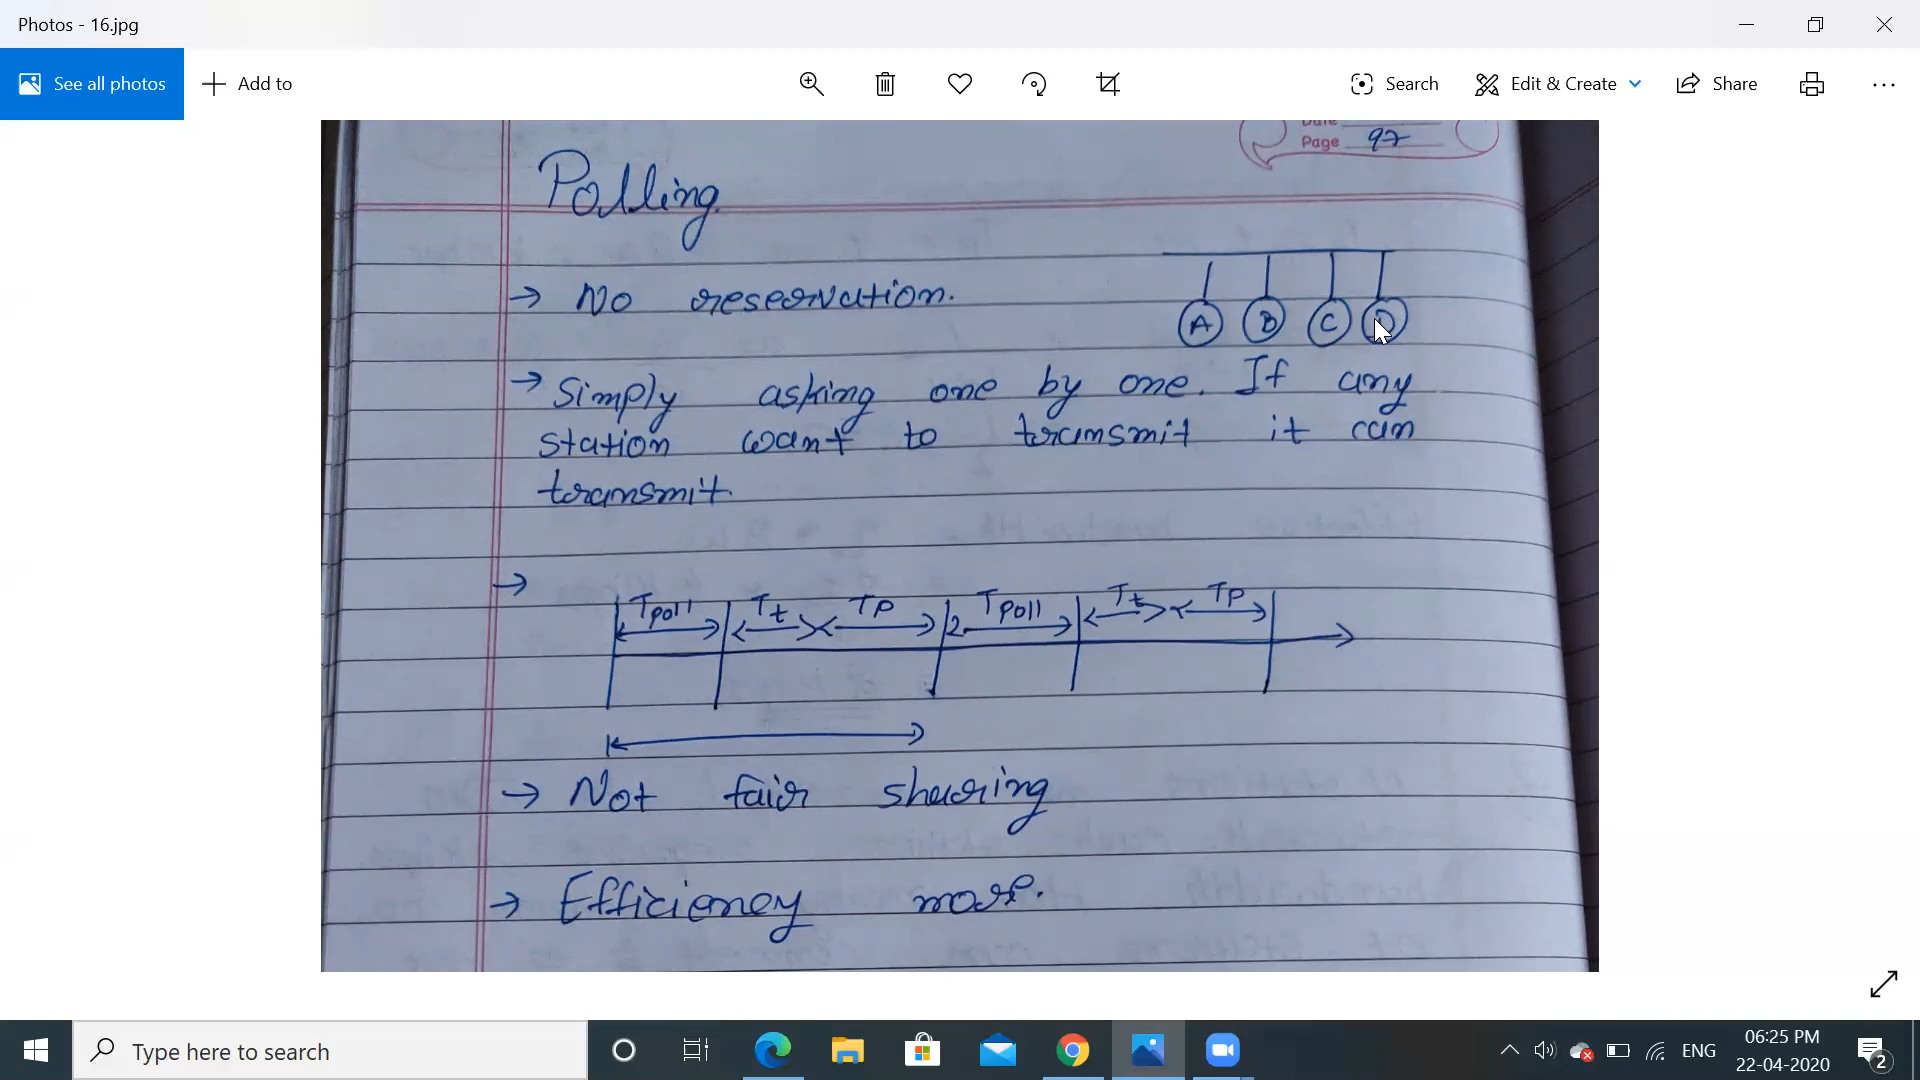 Photos - 16.jpg
See all photos
Add to
Search
Edit & Create
Share
Date
Page 97
Polling
→ No reservation.
A B C D
→ Simply asking one by one. If any
station want to transmit it can
transmit.
→
Tpoll Tt Tp Tpoll Tt Tp
→ Not fair sharing
→ Efficiency more.
Type here to search
ENG
06:25 PM
22-04-2020
2